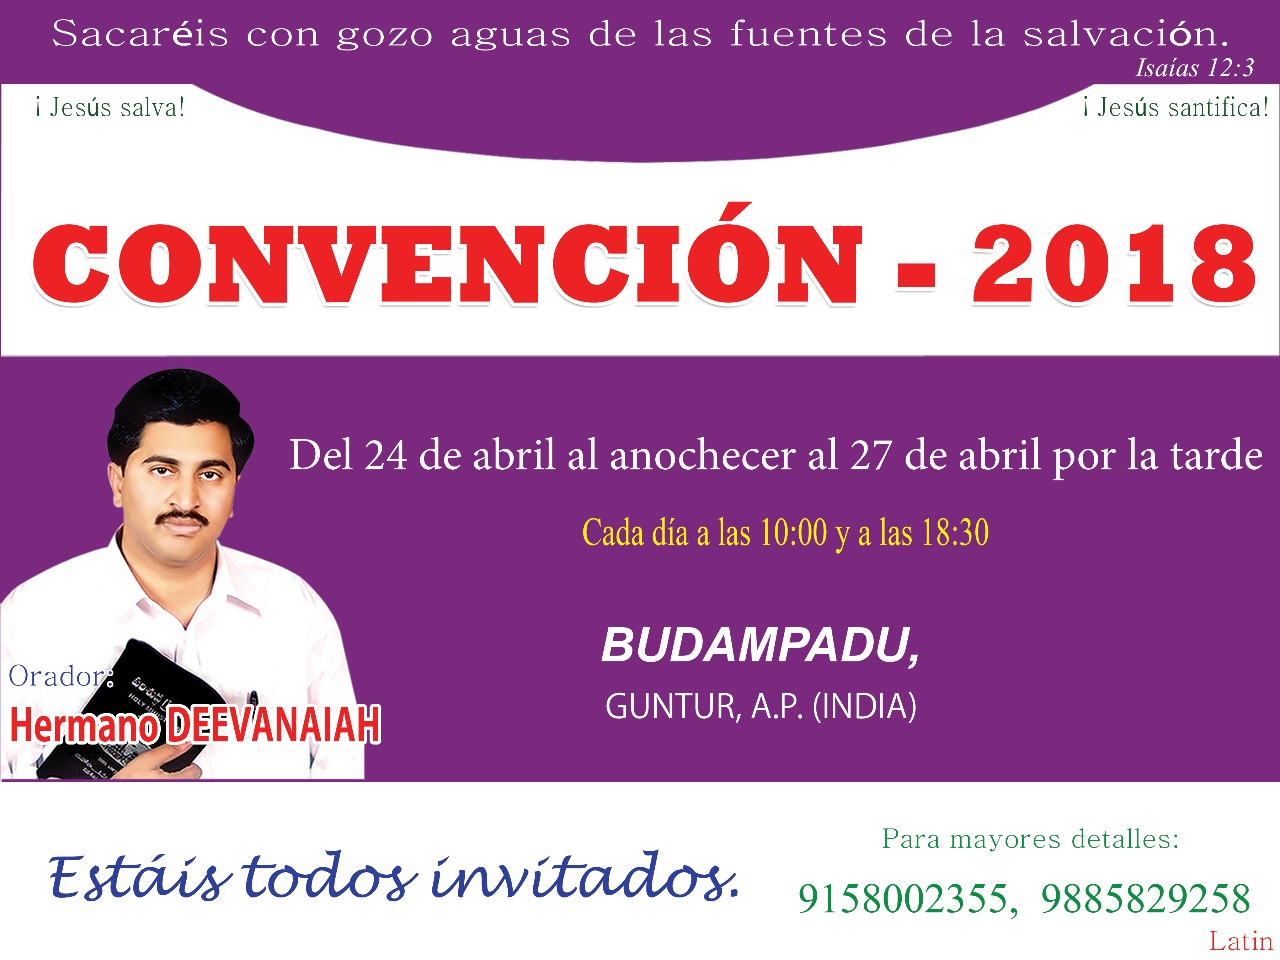 Sacaréis con gozo aguas de las fuentes de la salvación.
Isaías 12:3
¡ Jesús salva!
¡ Jesús santifica!
CONVENCIÓN - 2018
Del 24 de abril al anochecer al 27 de abril por la tarde
Cada día a las 10:00 y a las 18:30
BUDAMPADU,
GUNTUR, A.P. (INDIA)
Orador:
Hermano DEEVANAIAH
Estáis todos invitados.
Para mayores detalles:
9158002355, 9885829258
Latin